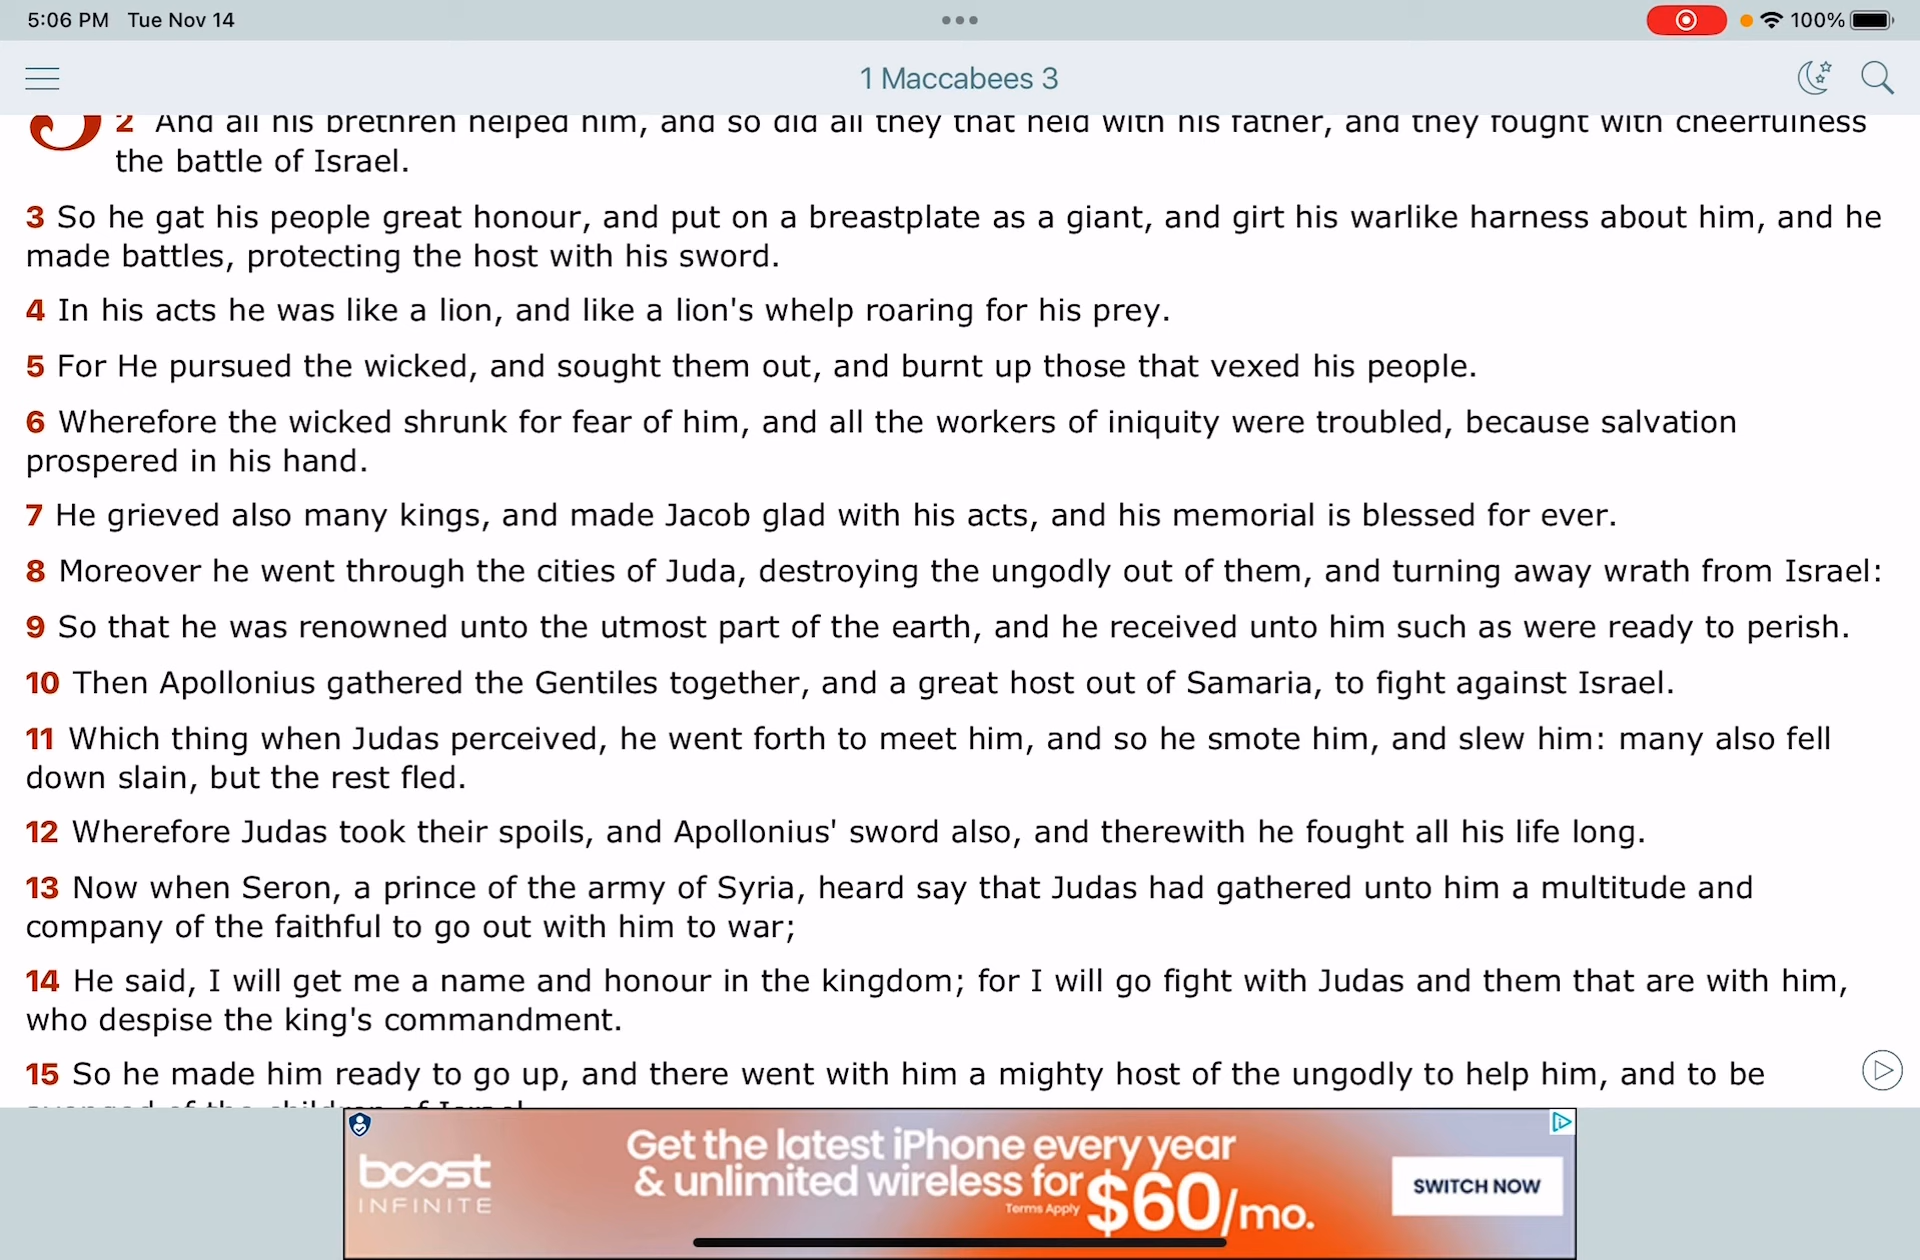 5:06 PM Tue Nov 14
100%
1 Maccabees 3
2 And all his brethren helped him, and so did all they that held with his father, and they fought with cheerfulness
the battle of Israel.
3 So he gat his people great honour, and put on a breastplate as a giant, and girt his warlike harness about him, and he
made battles, protecting the host with his sword.
4 In his acts he was like a lion, and like a lion's whelp roaring for his prey.
5 For He pursued the wicked, and sought them out, and burnt up those that vexed his people.
6 Wherefore the wicked shrunk for fear of him, and all the workers of iniquity were troubled, because salvation
prospered in his hand.
7 He grieved also many kings, and made Jacob glad with his acts, and his memorial is blessed for ever.
8 Moreover he went through the cities of Juda, destroying the ungodly out of them, and turning away wrath from Israel:
9 So that he was renowned unto the utmost part of the earth, and he received unto him such as were ready to perish.
10 Then Apollonius gathered the Gentiles together, and a great host out of Samaria, to fight against Israel.
11 Which thing when Judas perceived, he went forth to meet him, and so he smote him, and slew him: many also fell
down slain, but the rest fled.
12 Wherefore Judas took their spoils, and Apollonius' sword also, and therewith he fought all his life long.
13 Now when Seron, a prince of the army of Syria, heard say that Judas had gathered unto him a multitude and
company of the faithful to go out with him to war;
14 He said, I will get me a name and honour in the kingdom; for I will go fight with Judas and them that are with him,
who despise the king's commandment.
15 So he made him ready to go up, and there went with him a mighty host of the ungodly to help him, and to be
avenged of the children of Israel
boost
INFINITE
Get the latest iPhone every year
& unlimited wireless for $60/mo.
Terms Apply
SWITCH NOW